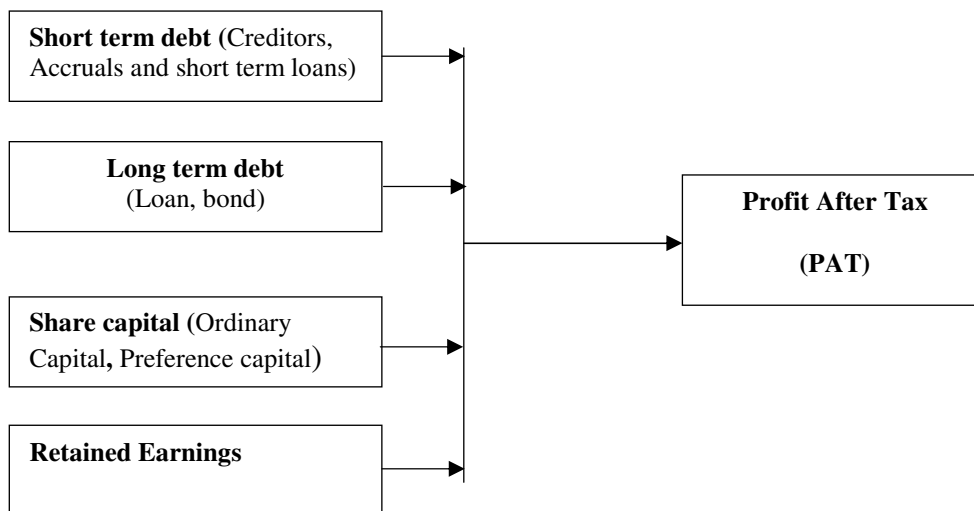 Short term debt (Creditors,
Accruals and short term loans)
Long term debt
(Loan, bond)
Profit After Tax
(PAT)
Share capital (Ordinary
Capital, Preference capital)
Retained Earnings